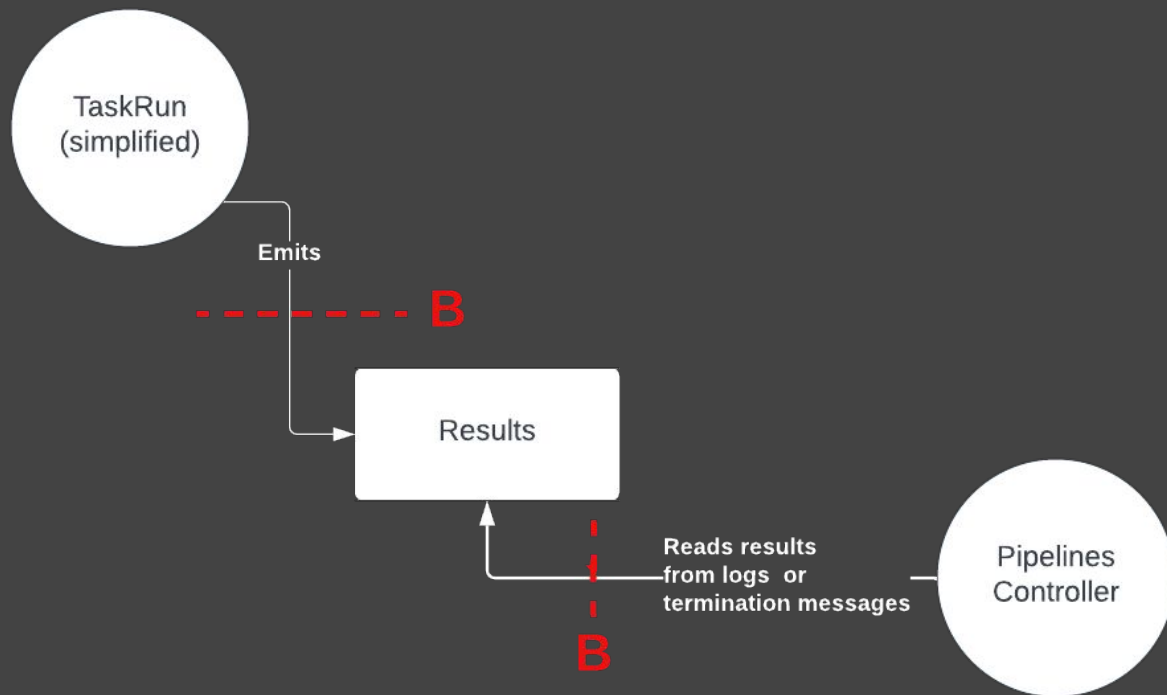 TaskRun
(simplified)
Emits
B
Results
Reads results
from logs or
termination messages
Pipelines
Controller
B